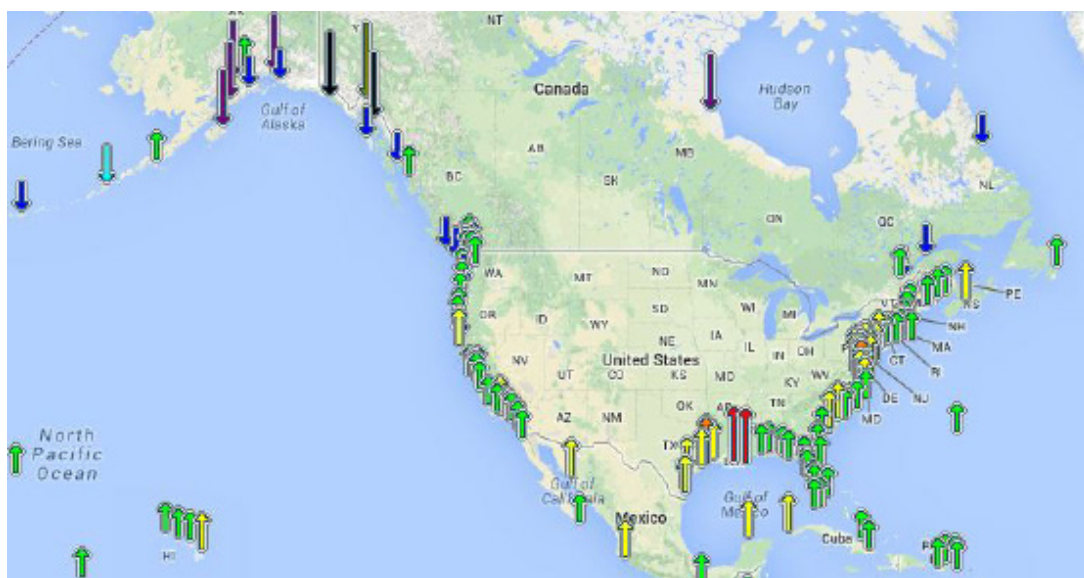 NT
Y
Canada
Hudson
Bay
Gulf of
Alaska
Bering Sea
AB
MB
BC
SK
NL
ON
QC
WA
MT
ND
MN
VT
NS
PE
OR
ID
WY
SD
WI
MI
NH
MA
NE
IA
IL
IN
OH
CT
RI
NV
UT
United States
CO
KS
MO
KY
WV
DE
NJ
MD
AZ
NM
OK
AR
TN
TX
North
Pacific
Ocean
Gulf of
California
Gulf of
Mexico
Mexico
Cuba
HI